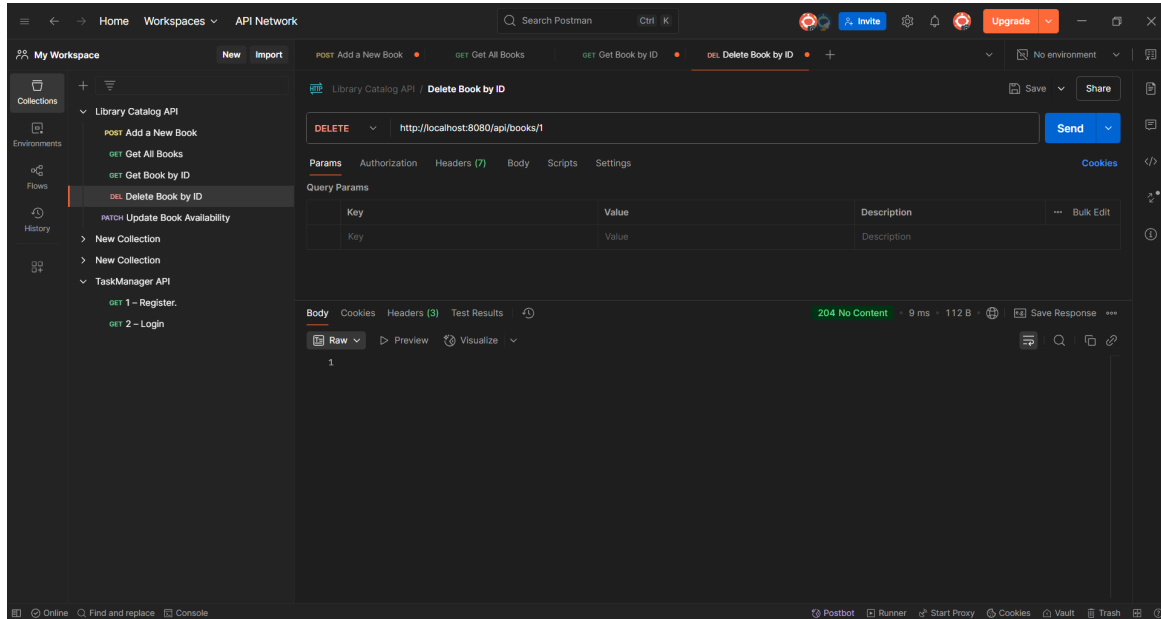 Home Workspaces API Network Search Postman Ctrl K Invite Upgrade
My Workspace New Import POST Add a New Book GET Get All Books GET Get Book by ID DEL Delete Book by ID No environment
Collections
Environments
Flows
History
Library Catalog API
POST Add a New Book
GET Get All Books
GET Get Book by ID
DEL Delete Book by ID
PATCH Update Book Availability
New Collection
New Collection
TaskManager API
GET 1 – Register.
GET 2 – Login
HTTP Library Catalog API / Delete Book by ID Save Share
DELETE http://localhost:8080/api/books/1 Send
Params Authorization Headers (7) Body Scripts Settings Cookies
Query Params
Key Value Description Bulk Edit
Key Value Description
Body Cookies Headers (3) Test Results 204 No Content 9 ms 112 B e.g. Save Response
Raw Preview Visualize
1
Online Find and replace Console Postbot Runner Start Proxy Cookies Vault Trash